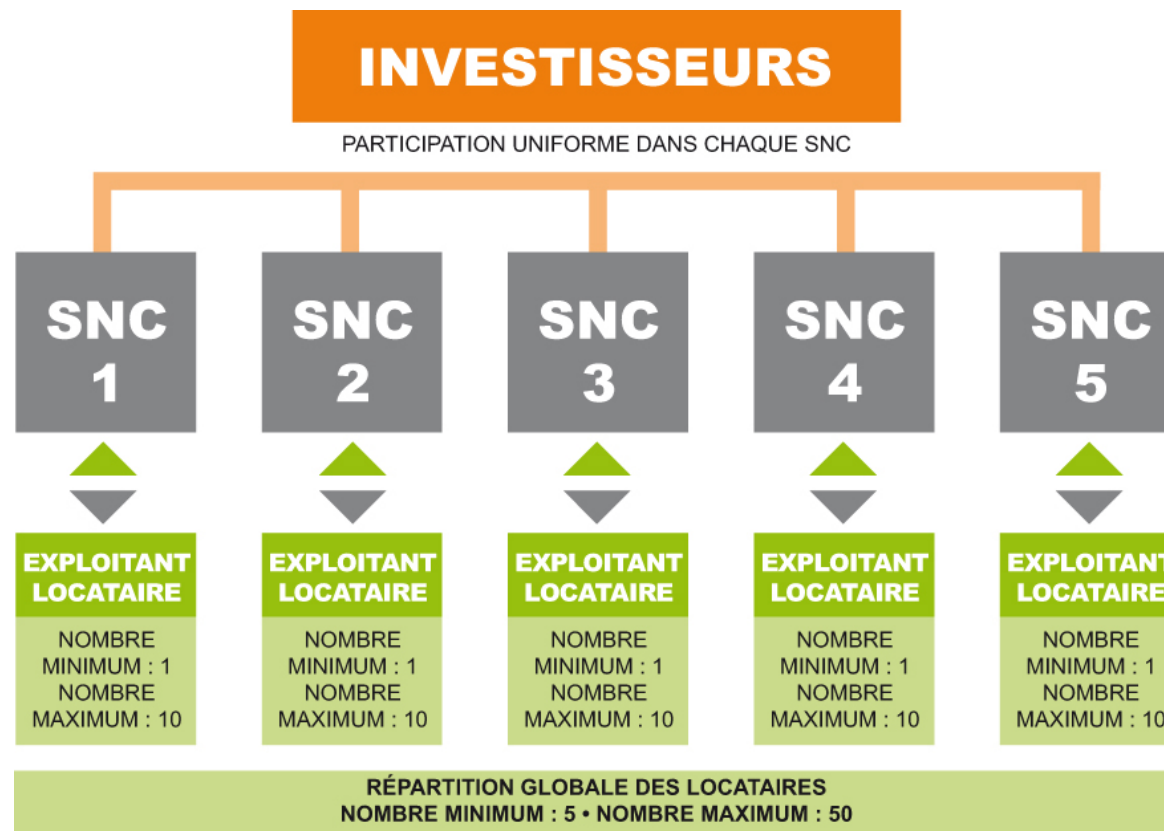 INVESTISSEURS
PARTICIPATION UNIFORME DANS CHAQUE SNC
SNC
1
SNC
2
SNC
3
SNC
4
SNC
5
EXPLOITANT
LOCATAIRE
NOMBRE
MINIMUM : 1
NOMBRE
MAXIMUM : 10
EXPLOITANT
LOCATAIRE
NOMBRE
MINIMUM : 1
NOMBRE
MAXIMUM : 10
EXPLOITANT
LOCATAIRE
NOMBRE
MINIMUM : 1
NOMBRE
MAXIMUM : 10
EXPLOITANT
LOCATAIRE
NOMBRE
MINIMUM : 1
NOMBRE
MAXIMUM : 10
EXPLOITANT
LOCATAIRE
NOMBRE
MINIMUM : 1
NOMBRE
MAXIMUM : 10
RÉPARTITION GLOBALE DES LOCATAIRES
NOMBRE MINIMUM : 5 • NOMBRE MAXIMUM : 50